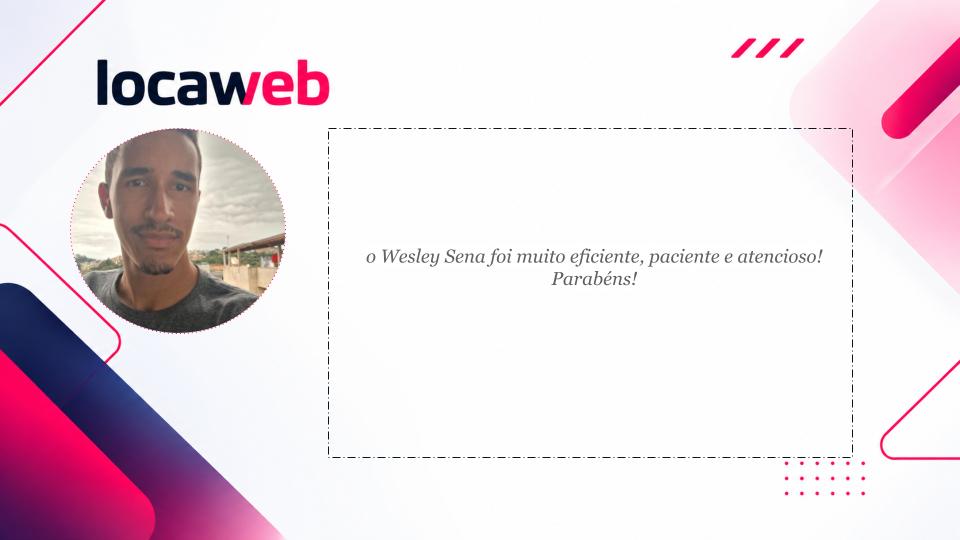 locaweb
o Wesley Sena foi muito eficiente, paciente e atencioso!
Parabéns!